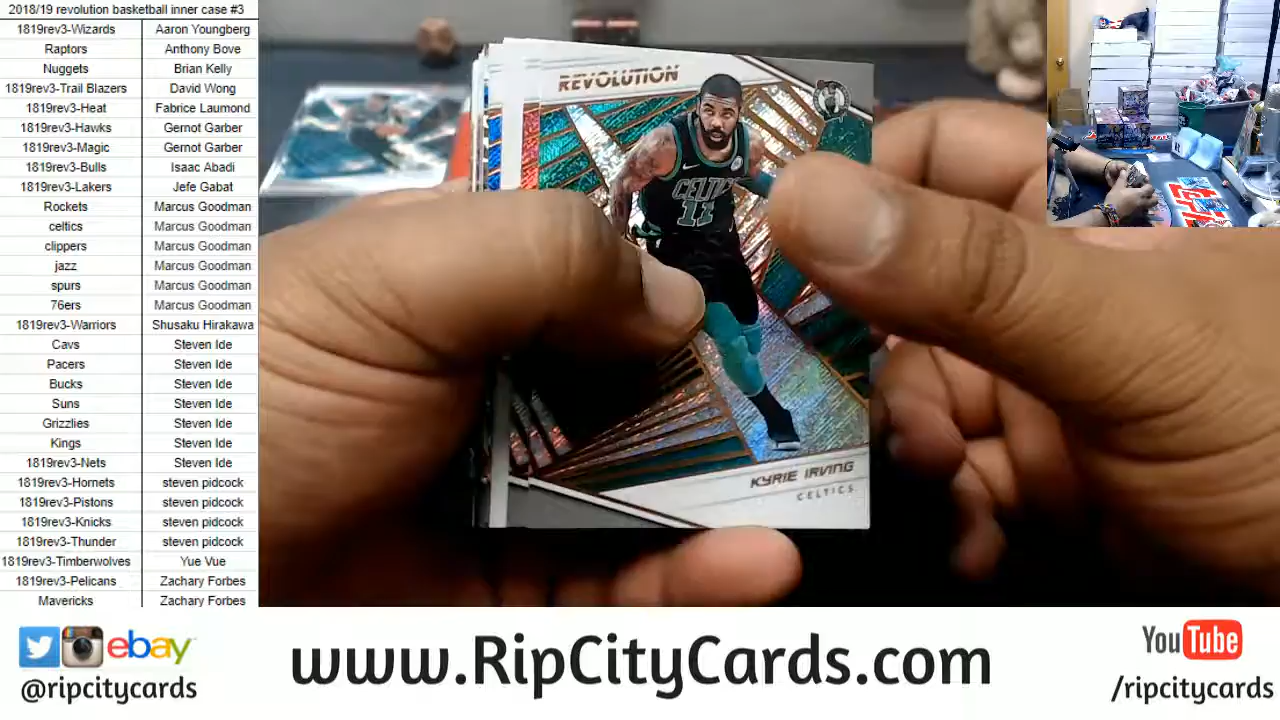 2018/19 revolution basketball inner case #3
1819rev3-Wizards Aaron Youngberg
Raptors Anthony Bove
Nuggets Brian Kelly
1819rev3-Trail Blazers David Wong
1819rev3-Heat Fabrice Laumond
1819rev3-Hawks Gernot Garber
1819rev3-Magic Gernot Garber
1819rev3-Bulls Isaac Abadi
1819rev3-Lakers Jefe Gabat
Rockets Marcus Goodman
celtics Marcus Goodman
clippers Marcus Goodman
jazz Marcus Goodman
spurs Marcus Goodman
76ers Marcus Goodman
1819rev3-Warriors Shusaku Hirakawa
Cavs Steven Ide
Pacers Steven Ide
Bucks Steven Ide
Suns Steven Ide
Grizzlies Steven Ide
Kings Steven Ide
1819rev3-Nets Steven Ide
1819rev3-Hornets steven pidcock
1819rev3-Pistons steven pidcock
1819rev3-Knicks steven pidcock
1819rev3-Thunder steven pidcock
1819rev3-Timberwolves Yue Vue
1819rev3-Pelicans Zachary Forbes
Mavericks Zachary Forbes
REVOLUTION
CELTICS
11
KYRIE IRVING
CELTICS
ebay
@ripcitycards
www.RipCityCards.com
YouTube
/ripcitycards